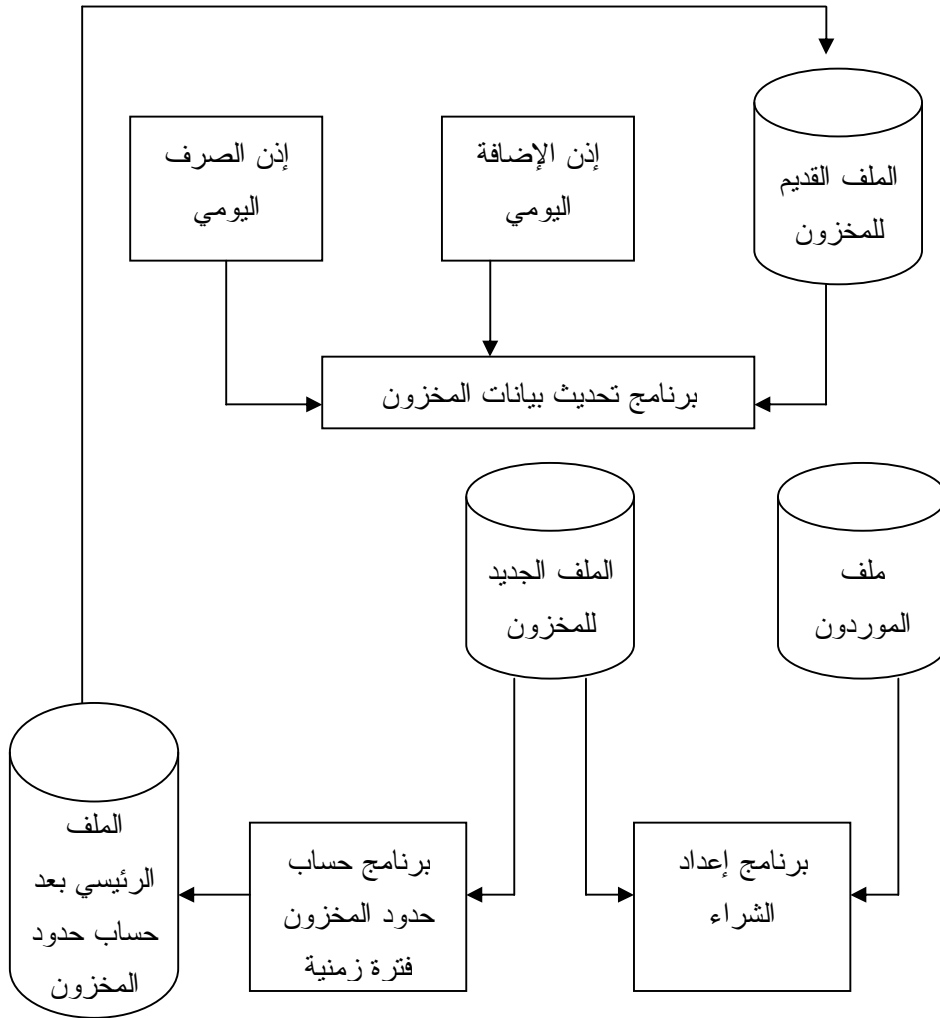 إذن الصرف
اليومي
إذن الإضافة
اليومي
الملف القديم
للمخزون
برنامج تحديث بيانات المخزون
الملف الجديد
للمخزون
ملف
الموردون
الملف
الرئيسي بعد
حساب حدود
المخزون
برنامج حساب
حدود المخزون
فترة زمنية
برنامج إعداد
الشراء